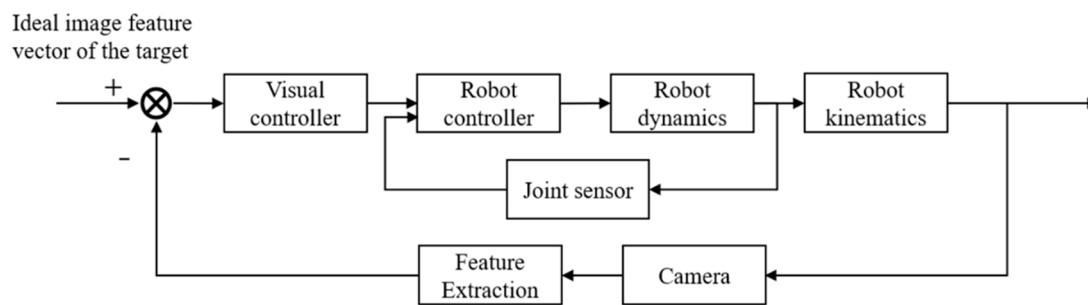 Ideal image feature
vector of the target
+
Visual
controller
Robot
controller
Robot
dynamics
Robot
kinematics
-
Joint sensor
Feature
Extraction
Camera